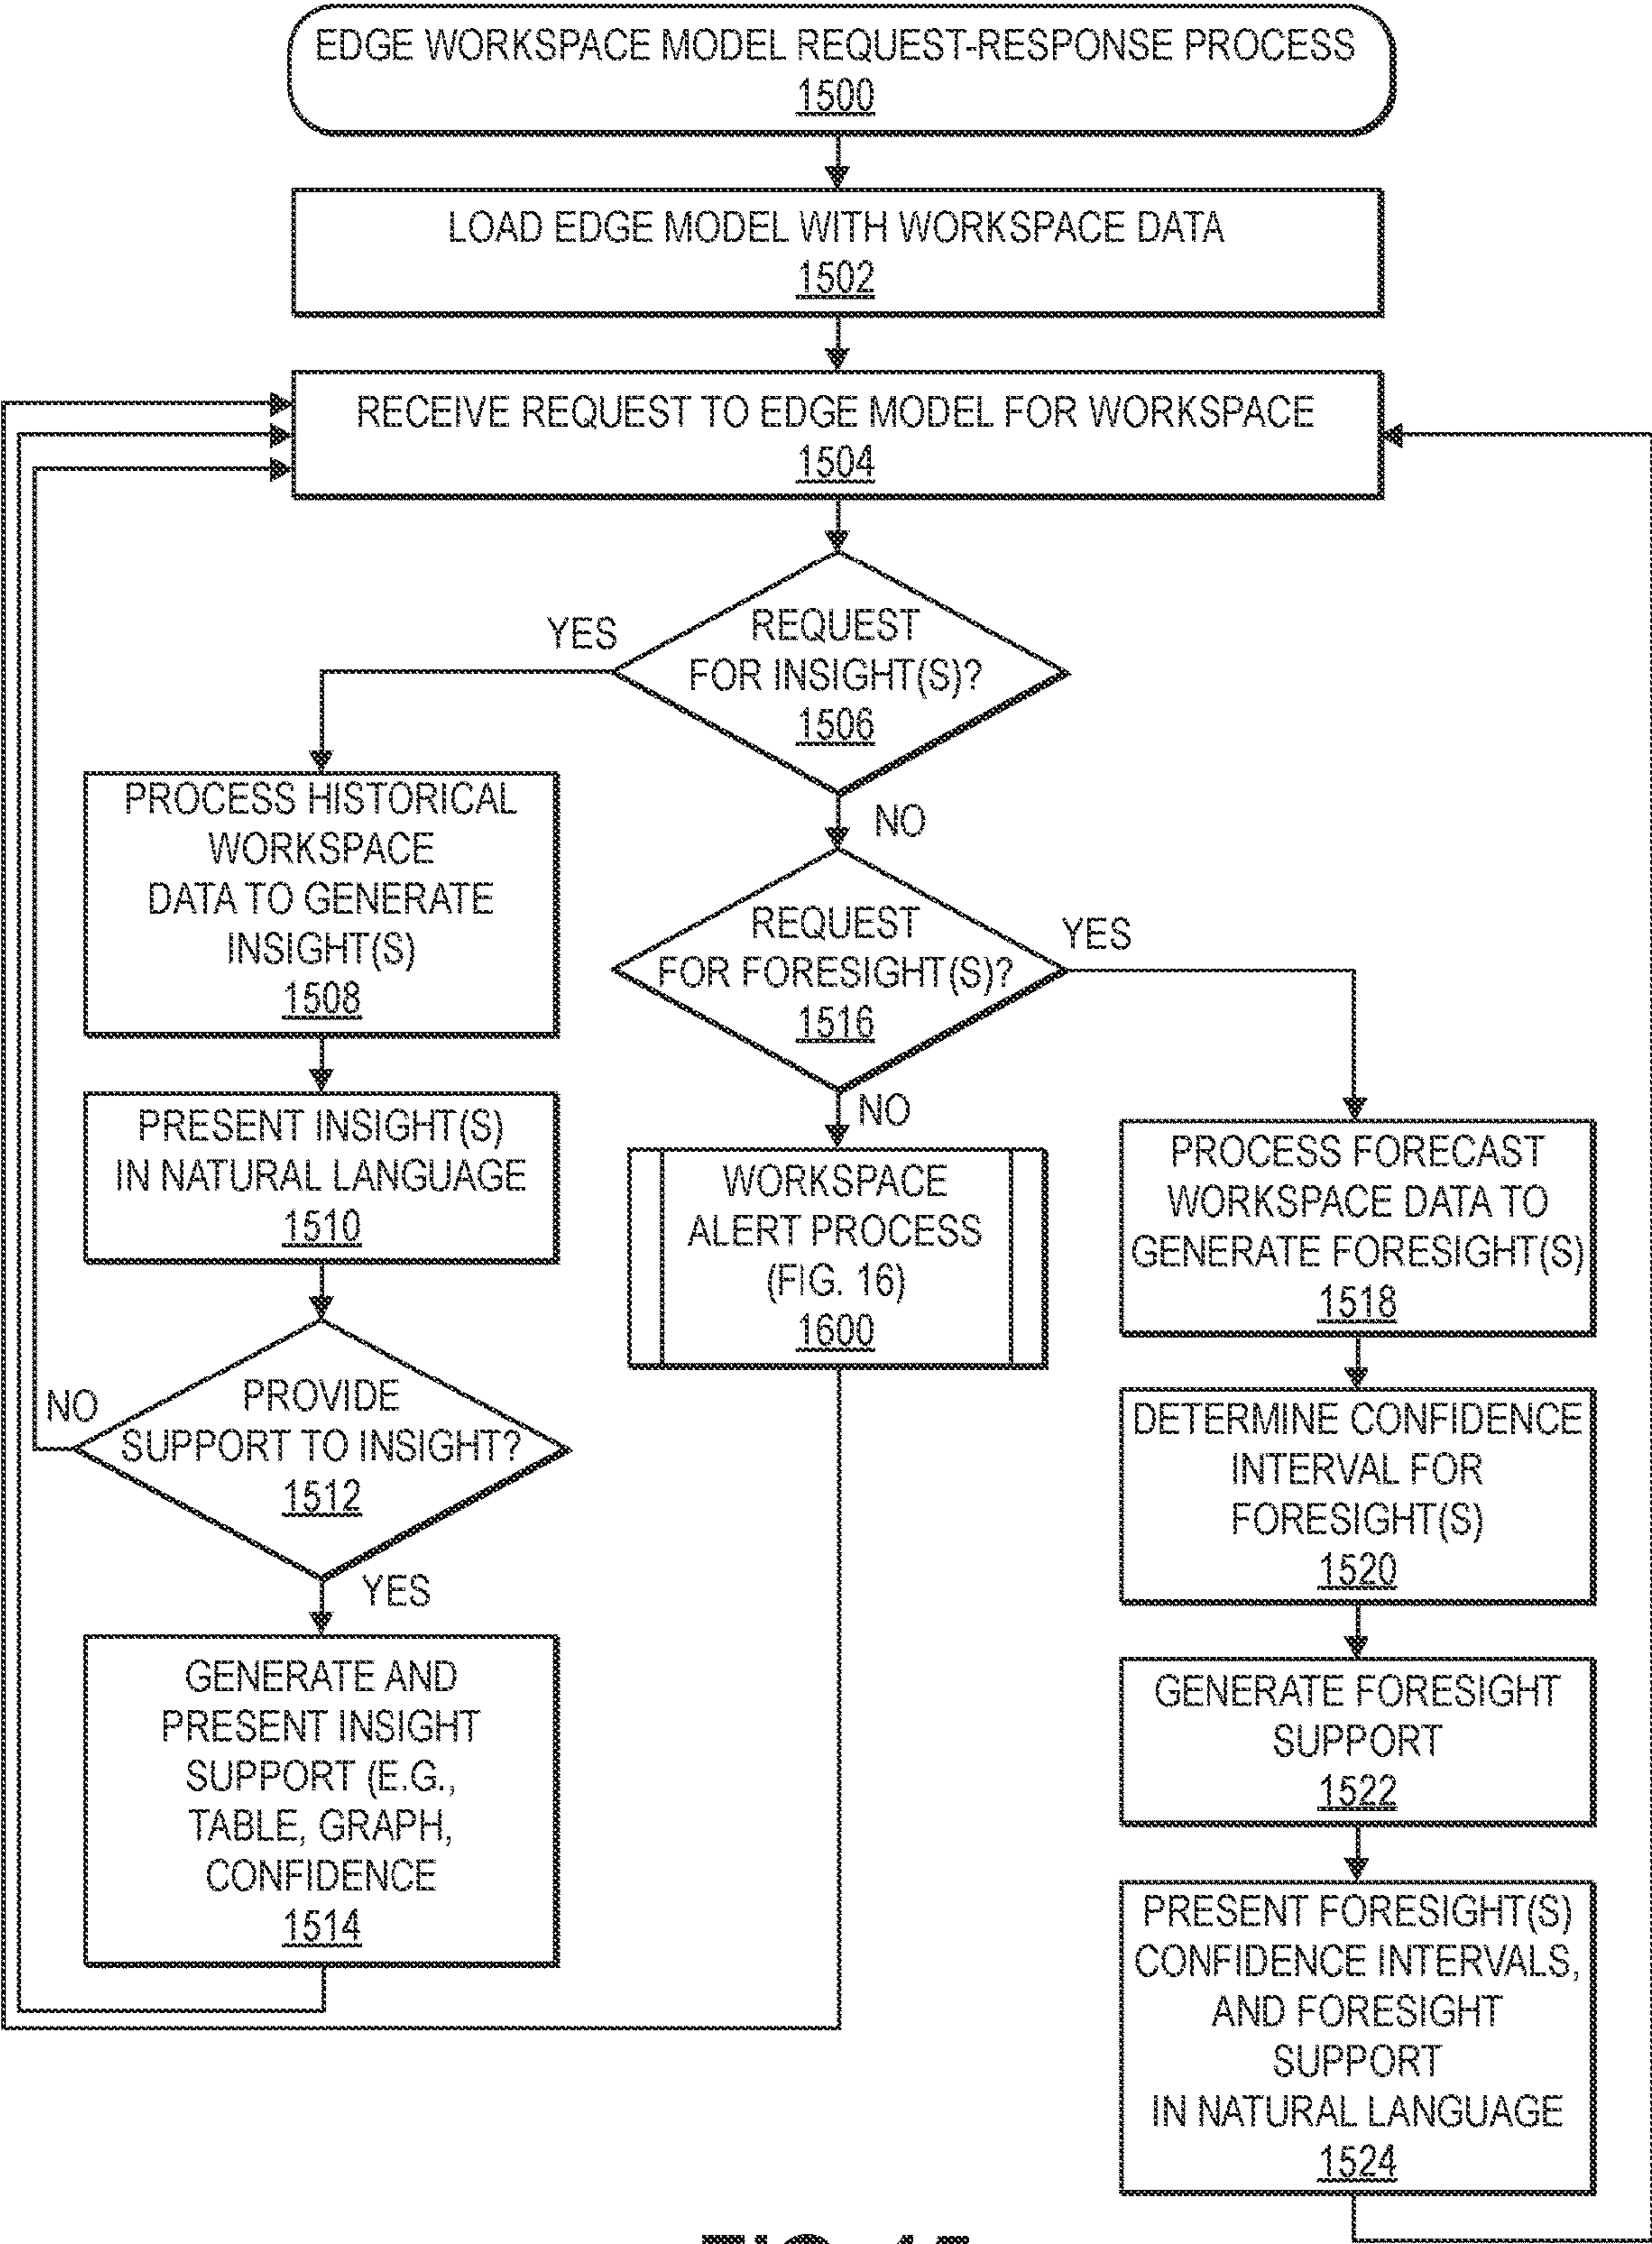 EDGE WORKSPACE MODEL REQUEST-RESPONSE PROCESS
1500
LOAD EDGE MODEL WITH WORKSPACE DATA
1502
RECEIVE REQUEST TO EDGE MODEL FOR WORKSPACE
1504
REQUEST
FOR INSIGHT(S)?
1506
YES
NO
PROCESS HISTORICAL
WORKSPACE
DATA TO GENERATE
INSIGHT(S)
1508
PRESENT INSIGHT(S)
IN NATURAL LANGUAGE
1510
PROVIDE
SUPPORT TO INSIGHT?
1512
NO
YES
GENERATE AND
PRESENT INSIGHT
SUPPORT (E.G.,
TABLE, GRAPH,
CONFIDENCE
1514
REQUEST
FOR FORESIGHT(S)?
1516
YES
NO
WORKSPACE
ALERT PROCESS
(FIG. 16)
1600
PROCESS FORECAST
WORKSPACE DATA TO
GENERATE FORESIGHT(S)
1518
DETERMINE CONFIDENCE
INTERVAL FOR
FORESIGHT(S)
1520
GENERATE FORESIGHT
SUPPORT
1522
PRESENT FORESIGHT(S)
CONFIDENCE INTERVALS,
AND FORESIGHT
SUPPORT
IN NATURAL LANGUAGE
1524